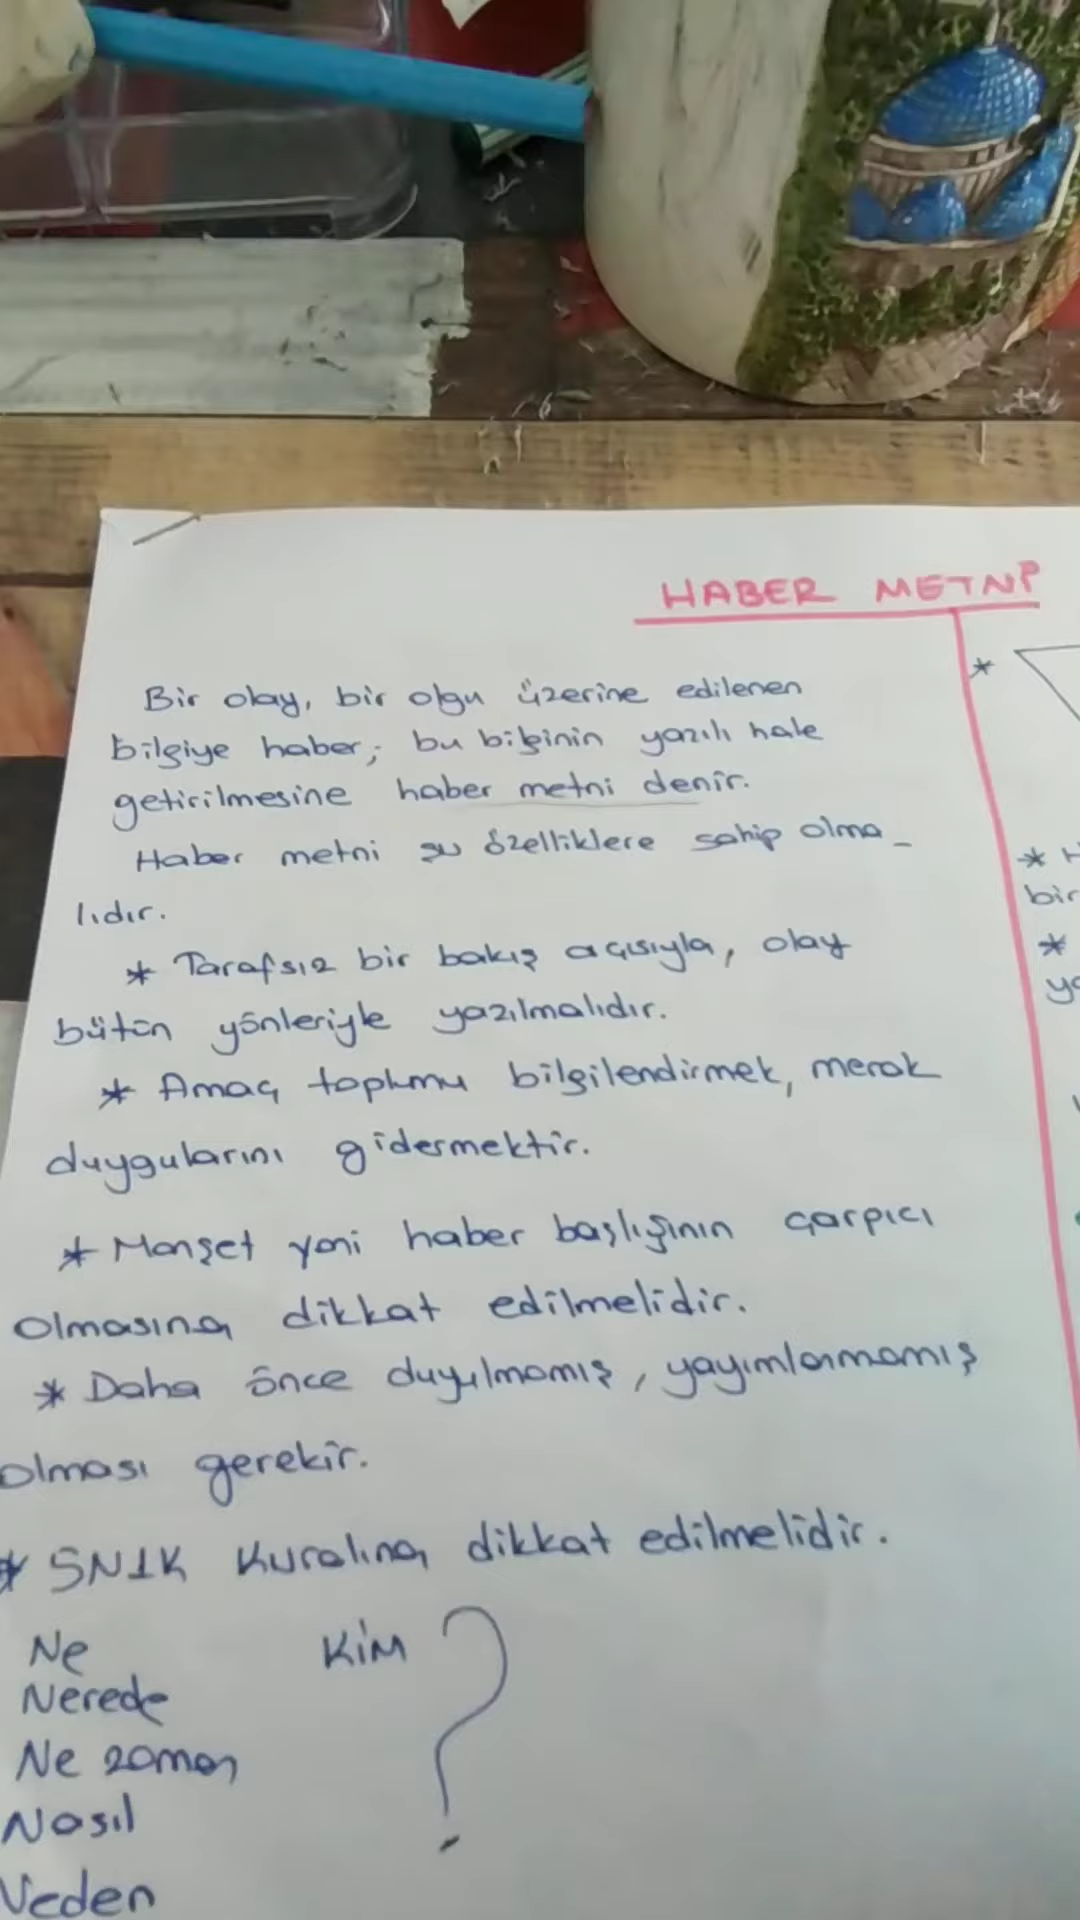 HABER METNİ
Bir olay, bir olgu üzerine edilenen
bilgiye haber; bu bilginin yazılı hale
getirilmesine haber metni denir.
Haber metni şu özelliklere sahip olma_
lıdır.
* Tarafsız bir bakış açısıyla, olay
bütün yönleriyle yazılmalıdır.
* Amaç toplumu bilgilendirmek, merak
duygularını gidermektir.
* Manşet yani haber başlığının çarpıcı
olmasına dikkat edilmelidir.
* Daha önce duyulmamış, yayımlanmamış
olması gerekir.
* 5N1K kuralına dikkat edilmelidir.
Ne KİM ?
Nerede
Ne zaman
Nasıl
Neden
*
* H
bir
*
ya